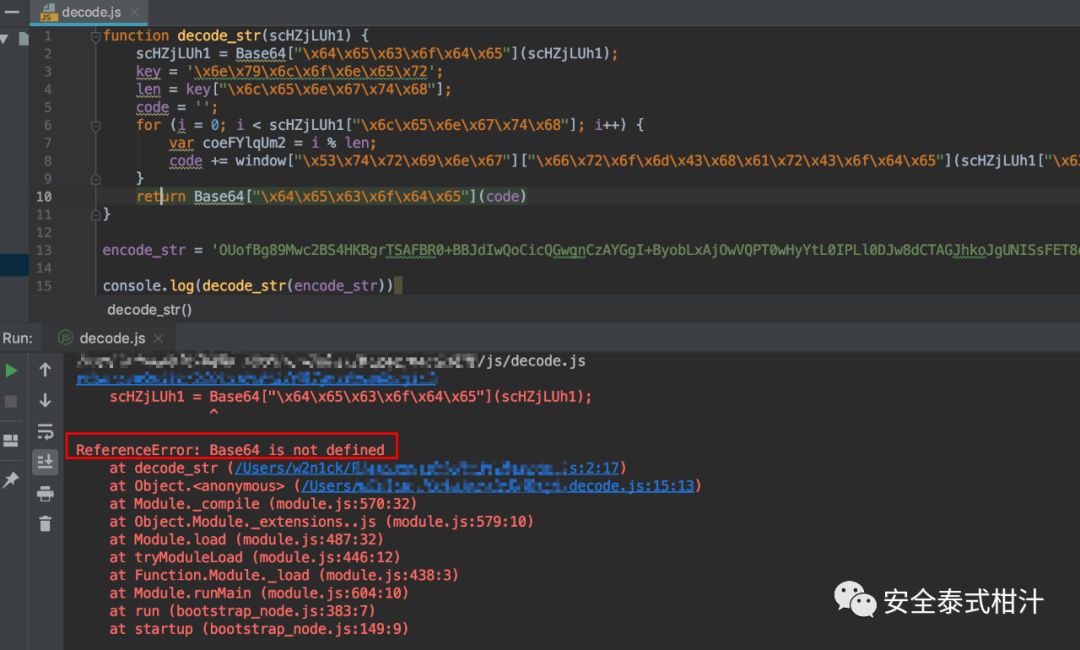 decode.js
1 function decode_str(scHZjLUh1) {
2 scHZjLUh1 = Base64["\x64\x65\x63\x6f\x64\x65"](scHZjLUh1);
3 key = '\x6e\x79\x6c\x6f\x6e\x65\x72';
4 len = key["\x6c\x65\x6e\x67\x74\x68"];
5 code = '';
6 for (i = 0; i < scHZjLUh1["\x6c\x65\x6e\x67\x74\x68"]; i++) {
7 var coeFYlqUm2 = i % len;
8 code += window["\x53\x74\x72\x69\x6e\x67"]["\x66\x72\x6f\x6d\x43\x68\x61\x72\x43\x6f\x64\x65"](scHZjLUh1["\x63
9 }
10 return Base64["\x64\x65\x63\x6f\x64\x65"](code)
11 }
12
13 encode_str = 'OUofBg89Mwc2BS4HKBgrTSAFBR0+BBJdIwQoCicQGwgnCzAYGgI+ByobLxAjOwVQPT0wHyYtL0IPLl0DJw8dCTAGJhkoJgUNISsFET8
14
15 console.log(decode_str(encode_str))
decode_str()
Run: decode.js
/js/decode.js
scHZjLUh1 = Base64["\x64\x65\x63\x6f\x64\x65"](scHZjLUh1);
^
ReferenceError: Base64 is not defined
at decode_str (/Users/w2n1ck/ .js:2:17)
at Object.<anonymous> (/Users/ decode.js:15:13)
at Module._compile (module.js:570:32)
at Object.Module._extensions..js (module.js:579:10)
at Module.load (module.js:487:32)
at tryModuleLoad (module.js:446:12)
at Function.Module._load (module.js:438:3)
at Module.runMain (module.js:604:10)
at run (bootstrap_node.js:383:7)
at startup (bootstrap_node.js:149:9)
安全泰式柑汁